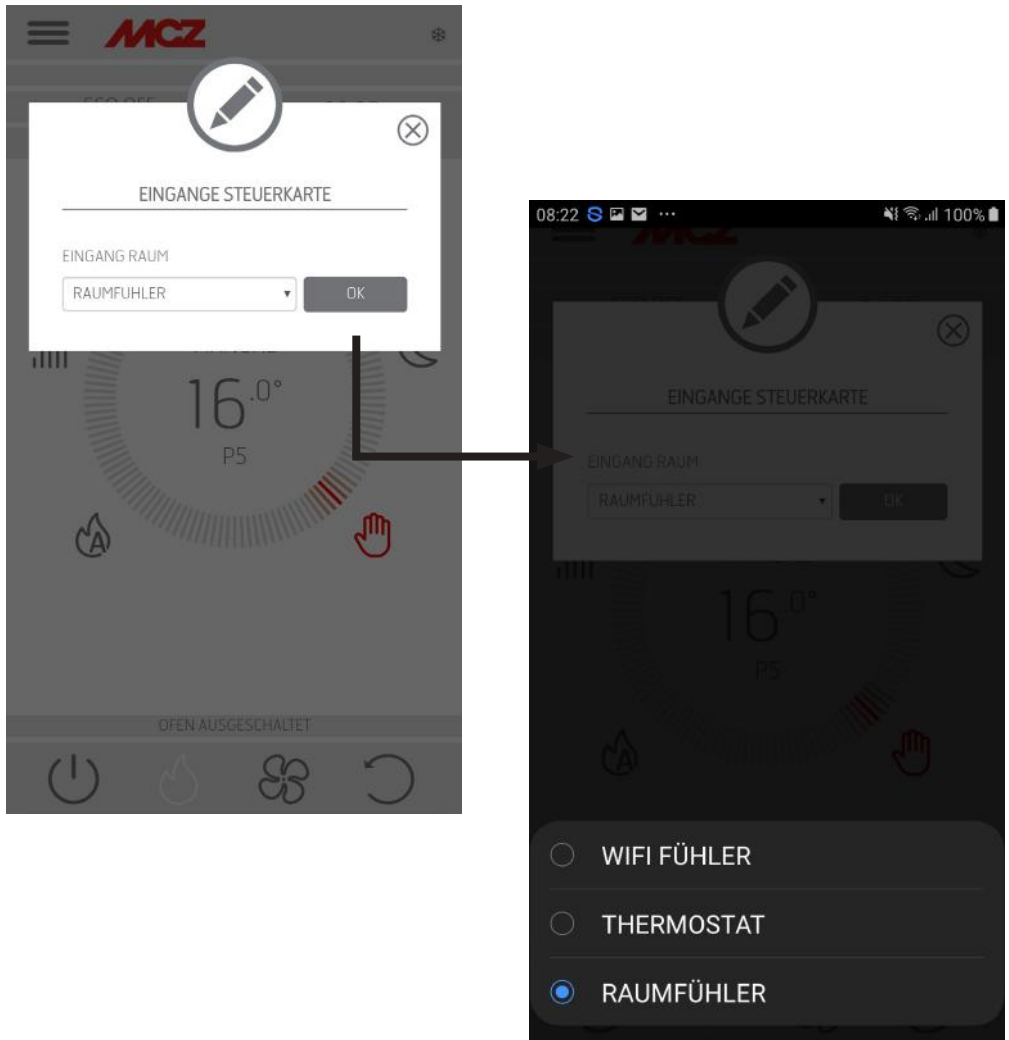 MCZ
EINGANGE STEUERKARTE
EINGANG RAUM
RAUMFUHLER
OK
16.0°
P5
A
OFEN AUSGESCHALTET
08:22 100%
MCZ
EINGANGE STEUERKARTE
EINGANG RAUM
RAUMFUHLER
OK
16.0°
P5
A
WIFI FÜHLER
THERMOSTAT
RAUMFÜHLER